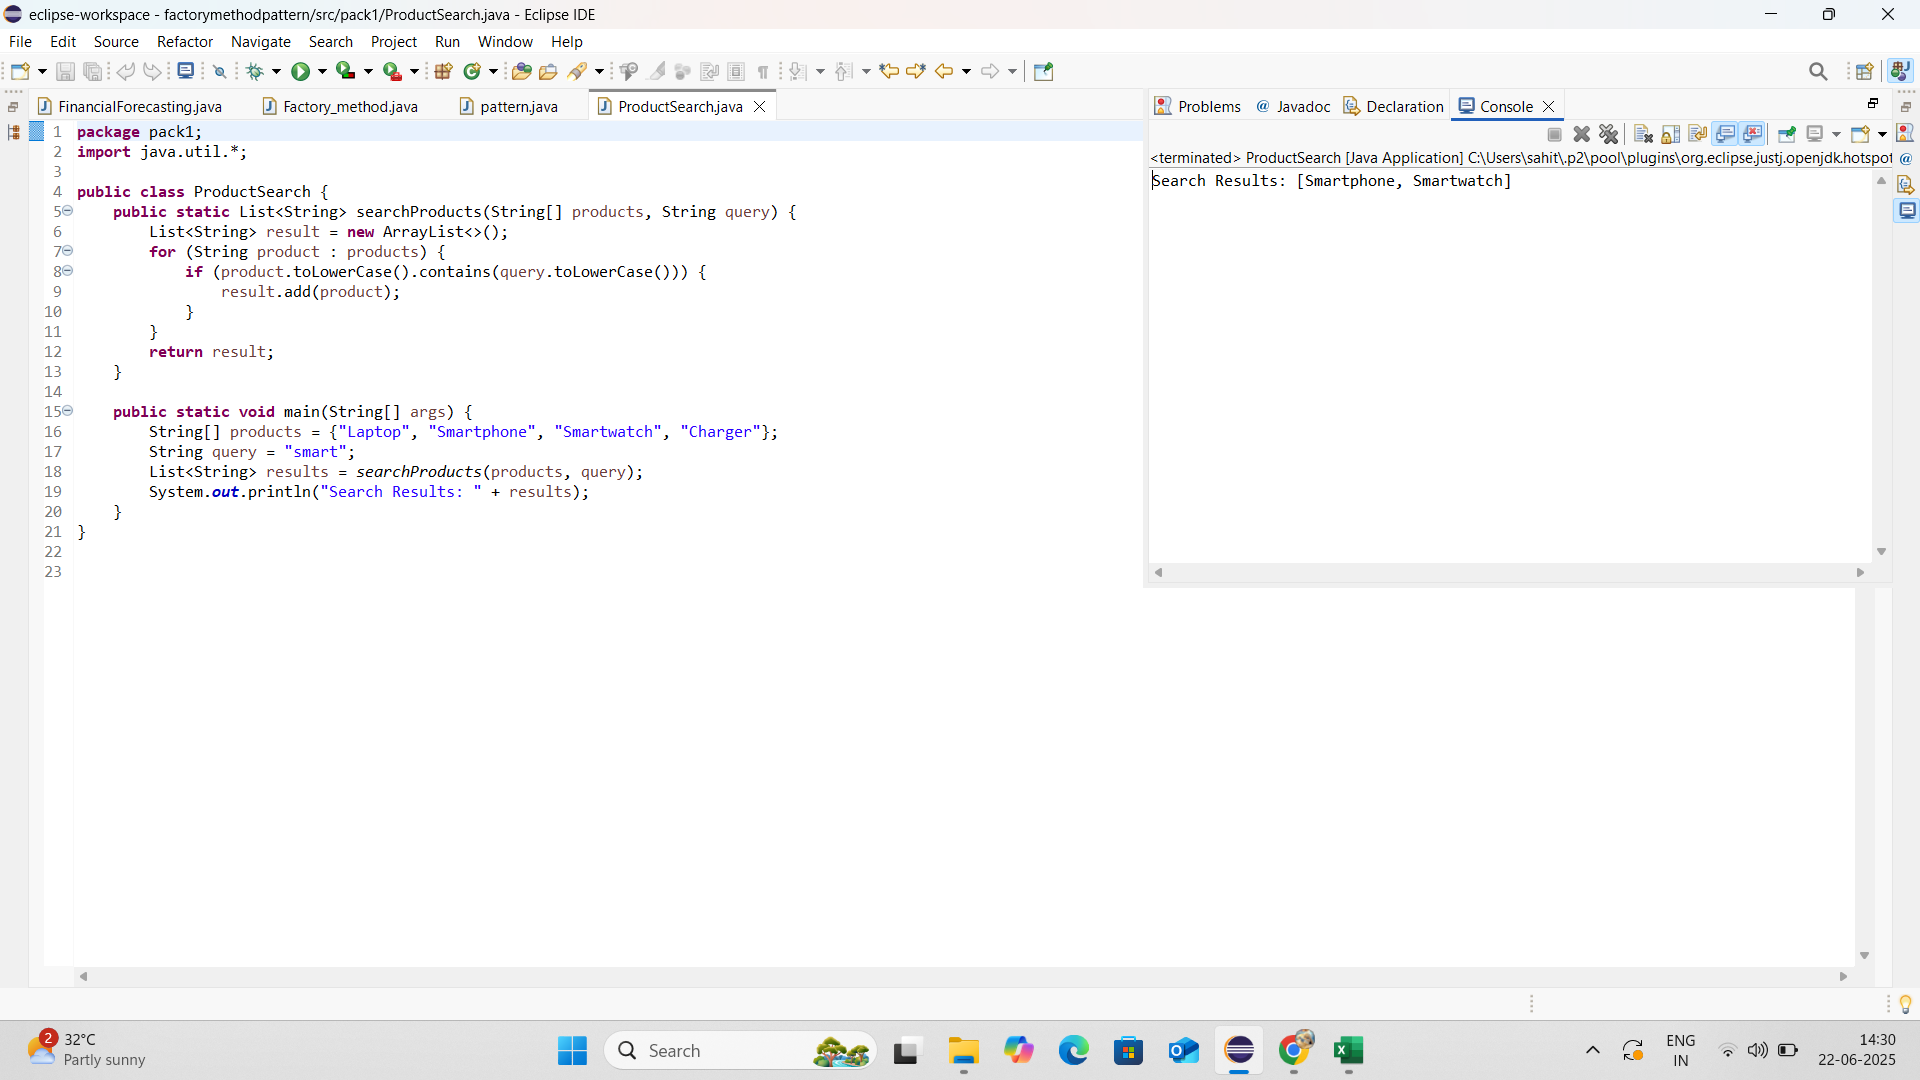 eclipse-workspace - factorymethodpattern/src/pack1/ProductSearch.java - Eclipse IDE
File Edit Source Refactor Navigate Search Project Run Window Help
FinancialForecasting.java Factory_method.java pattern.java ProductSearch.java
1 package pack1;
2 import java.util.*;
3
4 public class ProductSearch {
5     public static List<String> searchProducts(String[] products, String query) {
6         List<String> result = new ArrayList<>();
7         for (String product : products) {
8             if (product.toLowerCase().contains(query.toLowerCase())) {
9                 result.add(product);
10             }
11         }
12         return result;
13     }
14
15     public static void main(String[] args) {
16         String[] products = {"Laptop", "Smartphone", "Smartwatch", "Charger"};
17         String query = "smart";
18         List<String> results = searchProducts(products, query);
19         System.out.println("Search Results: " + results);
20     }
21 }
22
23
Problems @ Javadoc Declaration Console
<terminated> ProductSearch [Java Application] C:\Users\sahit\.p2\pool\plugins\org.eclipse.justj.openjdk.hotspot
Search Results: [Smartphone, Smartwatch]
2
32°C
Partly sunny
Search
ENG
IN
14:30
22-06-2025